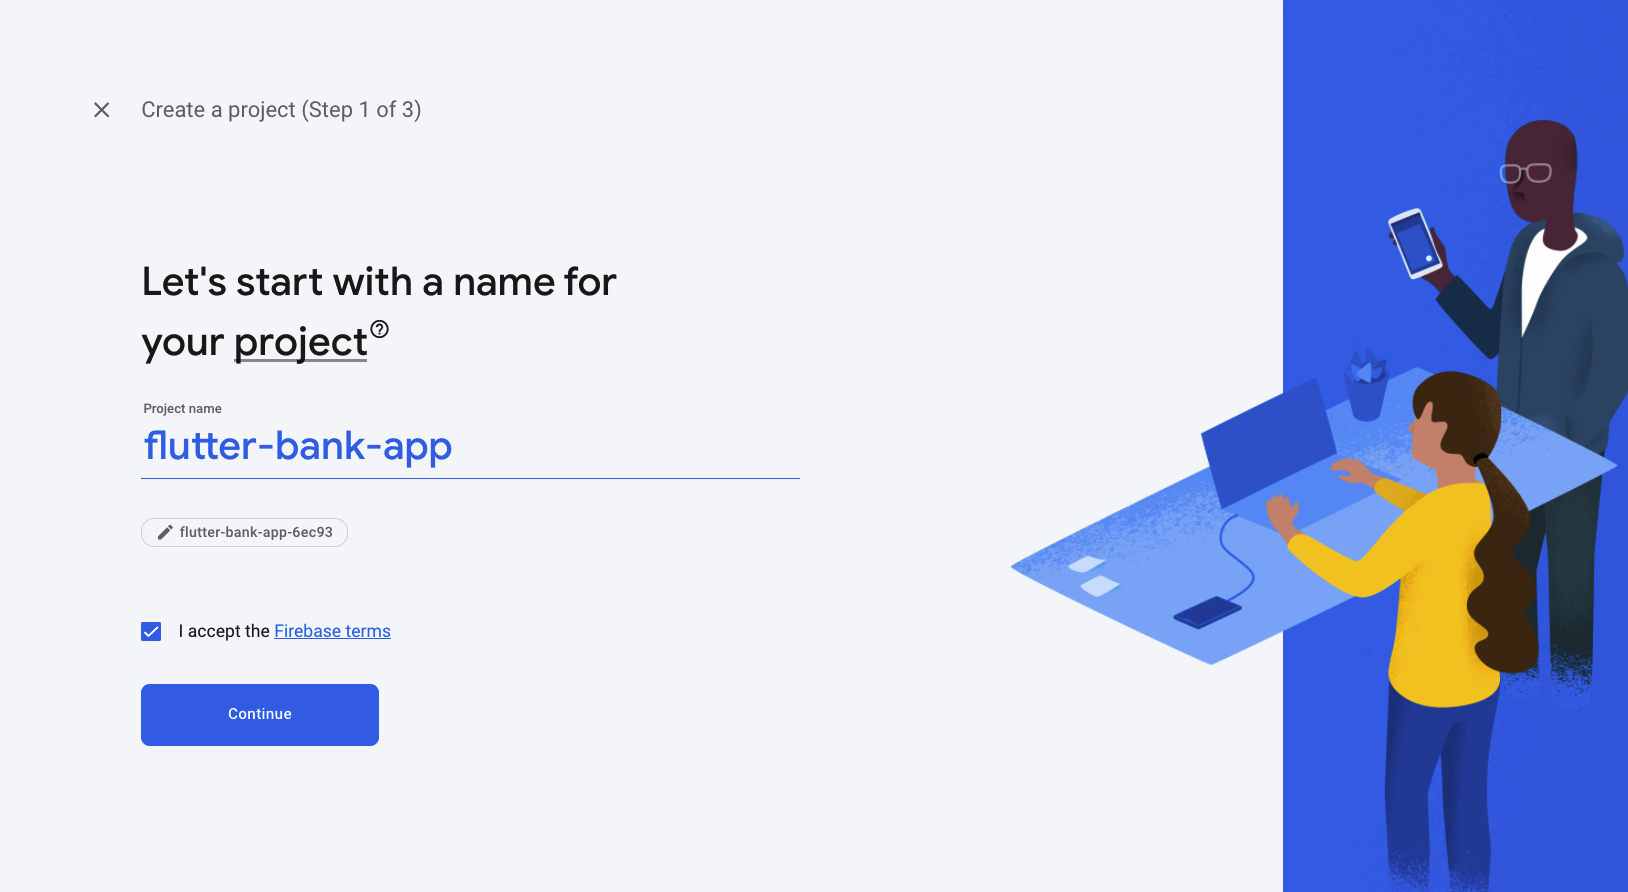 Create a project (Step 1 of 3)
Let's start with a name for
your project
Project name
flutter-bank-app
flutter-bank-app-6ec93
I accept the Firebase terms
Continue